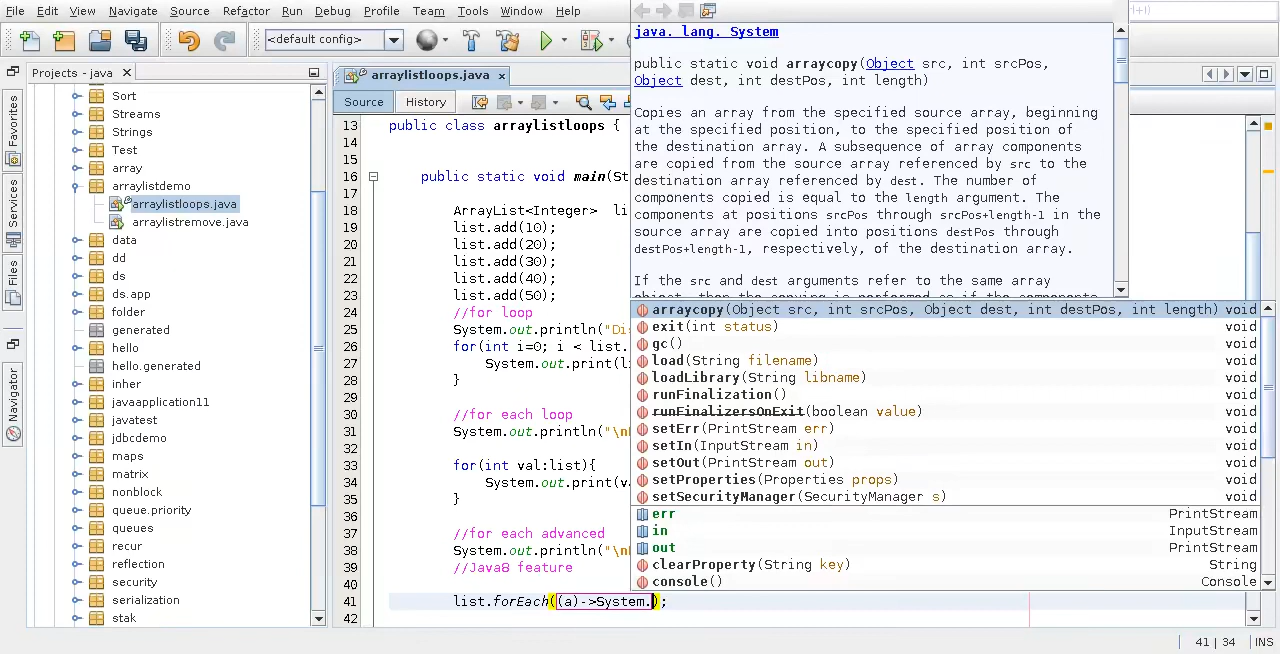 File Edit View Navigate Source Refactor Run Debug Profile Team Tools Window Help
<default config>
Projects - java
arraylistloops.java
Source History
Favorites
Services
Files
Navigator
Sort
Streams
Strings
Test
array
arraylistdemo
arraylistloops.java
arraylistremove.java
data
dd
ds
ds.app
folder
generated
hello
hello.generated
inher
javaapplication11
javatest
jdbcdemo
maps
matrix
nonblock
queue.priority
queues
recur
reflection
security
serialization
stak
13 public class arraylistloops {
14
15
16 public static void main(St
17
18 ArrayList<Integer> li
19 list.add(10);
20 list.add(20);
21 list.add(30);
22 list.add(40);
23 list.add(50);
24 //for loop
25 System.out.println("Di
26 for(int i=0; i < list.
27 System.out.print(li
28 }
29
30 //for each loop
31 System.out.println("\n
32
33 for(int val:list){
34 System.out.print(v
35 }
36
37 //for each advanced
38 System.out.println("\n
39 //Java8 feature
40
41 list.forEach((a)->System.);
42
java. lang. System
public static void arraycopy(Object src, int srcPos,
Object dest, int destPos, int length)
Copies an array from the specified source array, beginning
at the specified position, to the specified position of
the destination array. A subsequence of array components
are copied from the source array referenced by src to the
destination array referenced by dest. The number of
components copied is equal to the length argument. The
components at positions srcPos through srcPos+length-1 in the
source array are copied into positions destPos through
destPos+length-1, respectively, of the destination array.
If the src and dest arguments refer to the same array
object, then the copying is performed as if the components
arraycopy(Object src, int srcPos, Object dest, int destPos, int length) void
exit(int status) void
gc() void
load(String filename) void
loadLibrary(String libname) void
runFinalization() void
runFinalizersOnExit(boolean value) void
setErr(PrintStream err) void
setIn(InputStream in) void
setOut(PrintStream out) void
setProperties(Properties props) void
setSecurityManager(SecurityManager s) void
err PrintStream
in InputStream
out PrintStream
clearProperty(String key) String
console() Console
41 | 34 INS